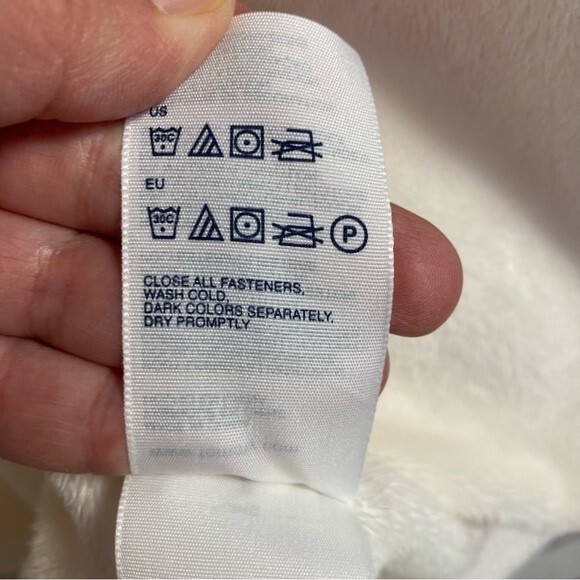 US
30C
EU
30C P
CLOSE ALL FASTENERS,
WASH COLD,
DARK COLORS SEPARATELY,
DRY PROMPTLY